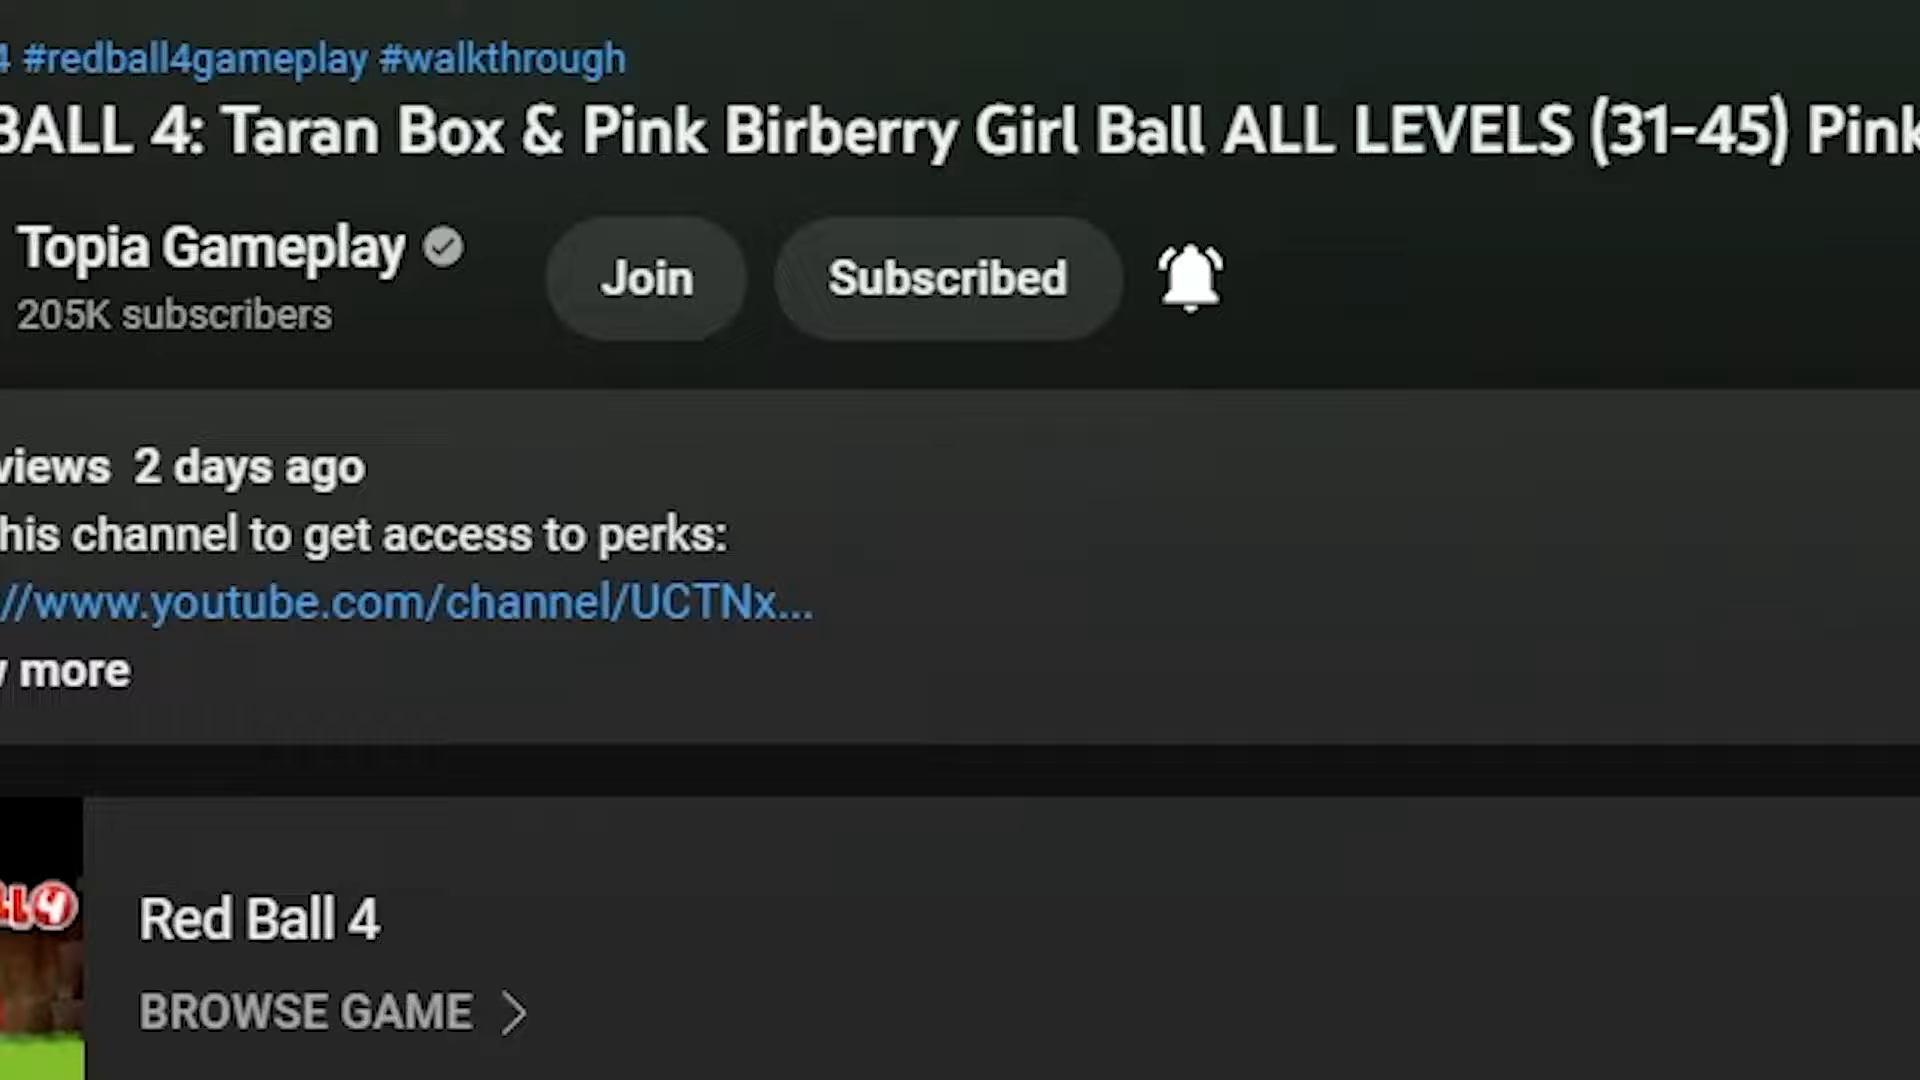 4 #redball4gameplay #walkthrough
BALL 4: Taran Box & Pink Birberry Girl Ball ALL LEVELS (31-45) Pink
Topia Gameplay
205K subscribers
Join
Subscribed
views 2 days ago
this channel to get access to perks:
://www.youtube.com/channel/UCTNx...
w more
LL4
Red Ball 4
BROWSE GAME